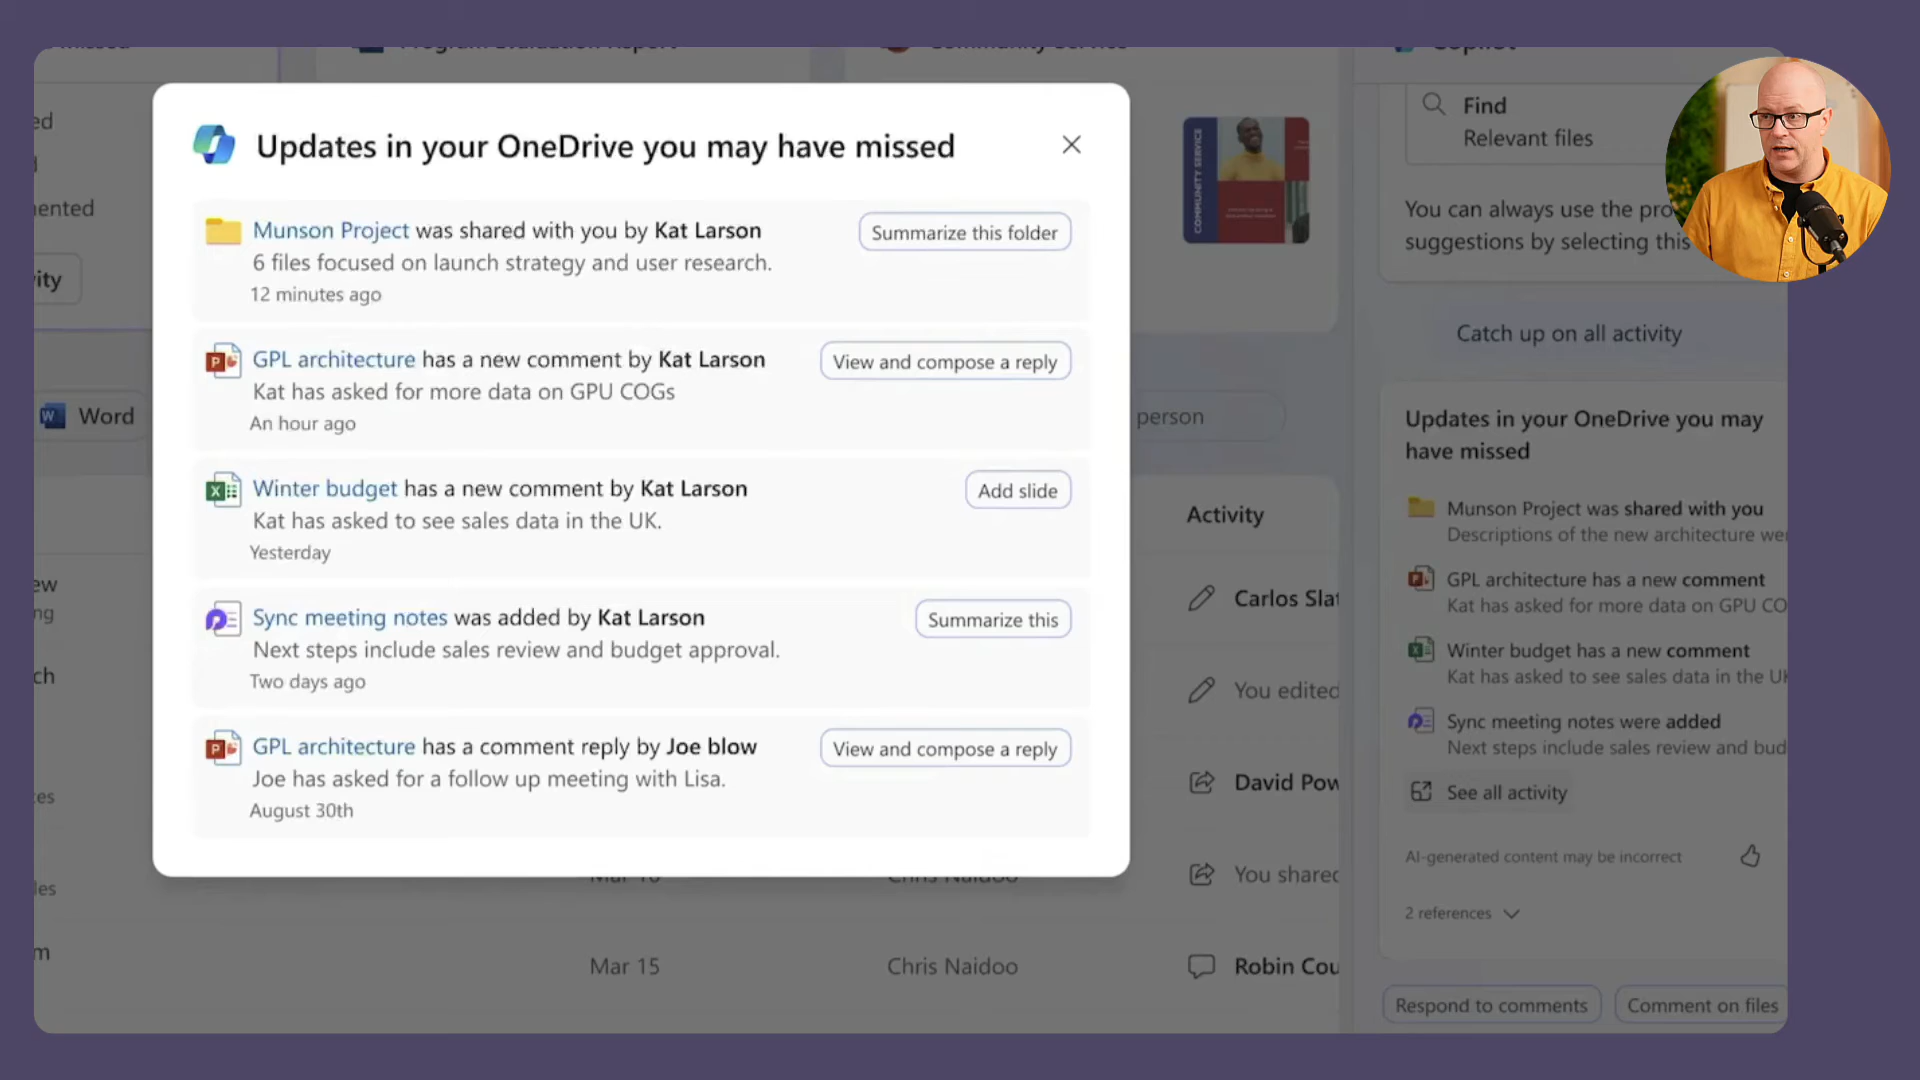 Updates in your OneDrive you may have missed
Munson Project was shared with you by Kat Larson
6 files focused on launch strategy and user research.
12 minutes ago
Summarize this folder
GPL architecture has a new comment by Kat Larson
Kat has asked for more data on GPU COGs
An hour ago
View and compose a reply
Winter budget has a new comment by Kat Larson
Kat has asked to see sales data in the UK.
Yesterday
Add slide
Sync meeting notes was added by Kat Larson
Next steps include sales review and budget approval.
Two days ago
Summarize this
GPL architecture has a comment reply by Joe blow
Joe has asked for a follow up meeting with Lisa.
August 30th
View and compose a reply
ed
ented
ity
Word
ew
ng
ch
es
les
m
COMMUNITY SERVICE
person
Activity
Carlos Slat
You edited
David Pow
You shared
Mar 15
Chris Naidoo
Robin Cou
Find
Relevant files
You can always use the pro
suggestions by selecting this
Catch up on all activity
Updates in your OneDrive you may
have missed
Munson Project was shared with you
Descriptions of the new architecture we
GPL architecture has a new comment
Kat has asked for more data on GPU CO
Winter budget has a new comment
Kat has asked to see sales data in the U
Sync meeting notes were added
Next steps include sales review and bud
See all activity
AI-generated content may be incorrect
2 references
Respond to comments
Comment on files